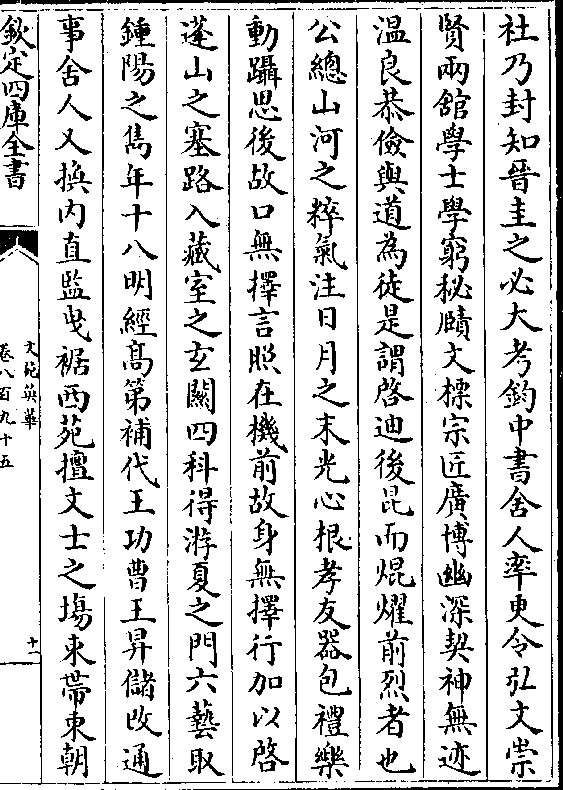 社乃封知晉圭之必大考鈞中書舍人率更令弘文崇
賢兩舘學士學窮秘賾文標宗匠廣博幽深契神無迹
温良恭儉與道為徒是謂啓迪後昆而焜燿前烈者也
公總山河之粹氣注日月之末光心根孝友器包禮樂
動躡思後故口無擇言照在機前故身無擇行加以啓
蓬山之塞路入藏室之玄關四科得游夏之門六藝取
鍾陽之雋年十八明經髙第補代王功曹王昇儲改通
事舍人又換内直監曵裾西苑擅文士之塲束帶東朝
欽定四庫全書
文苑英華
卷八百九十五
十一